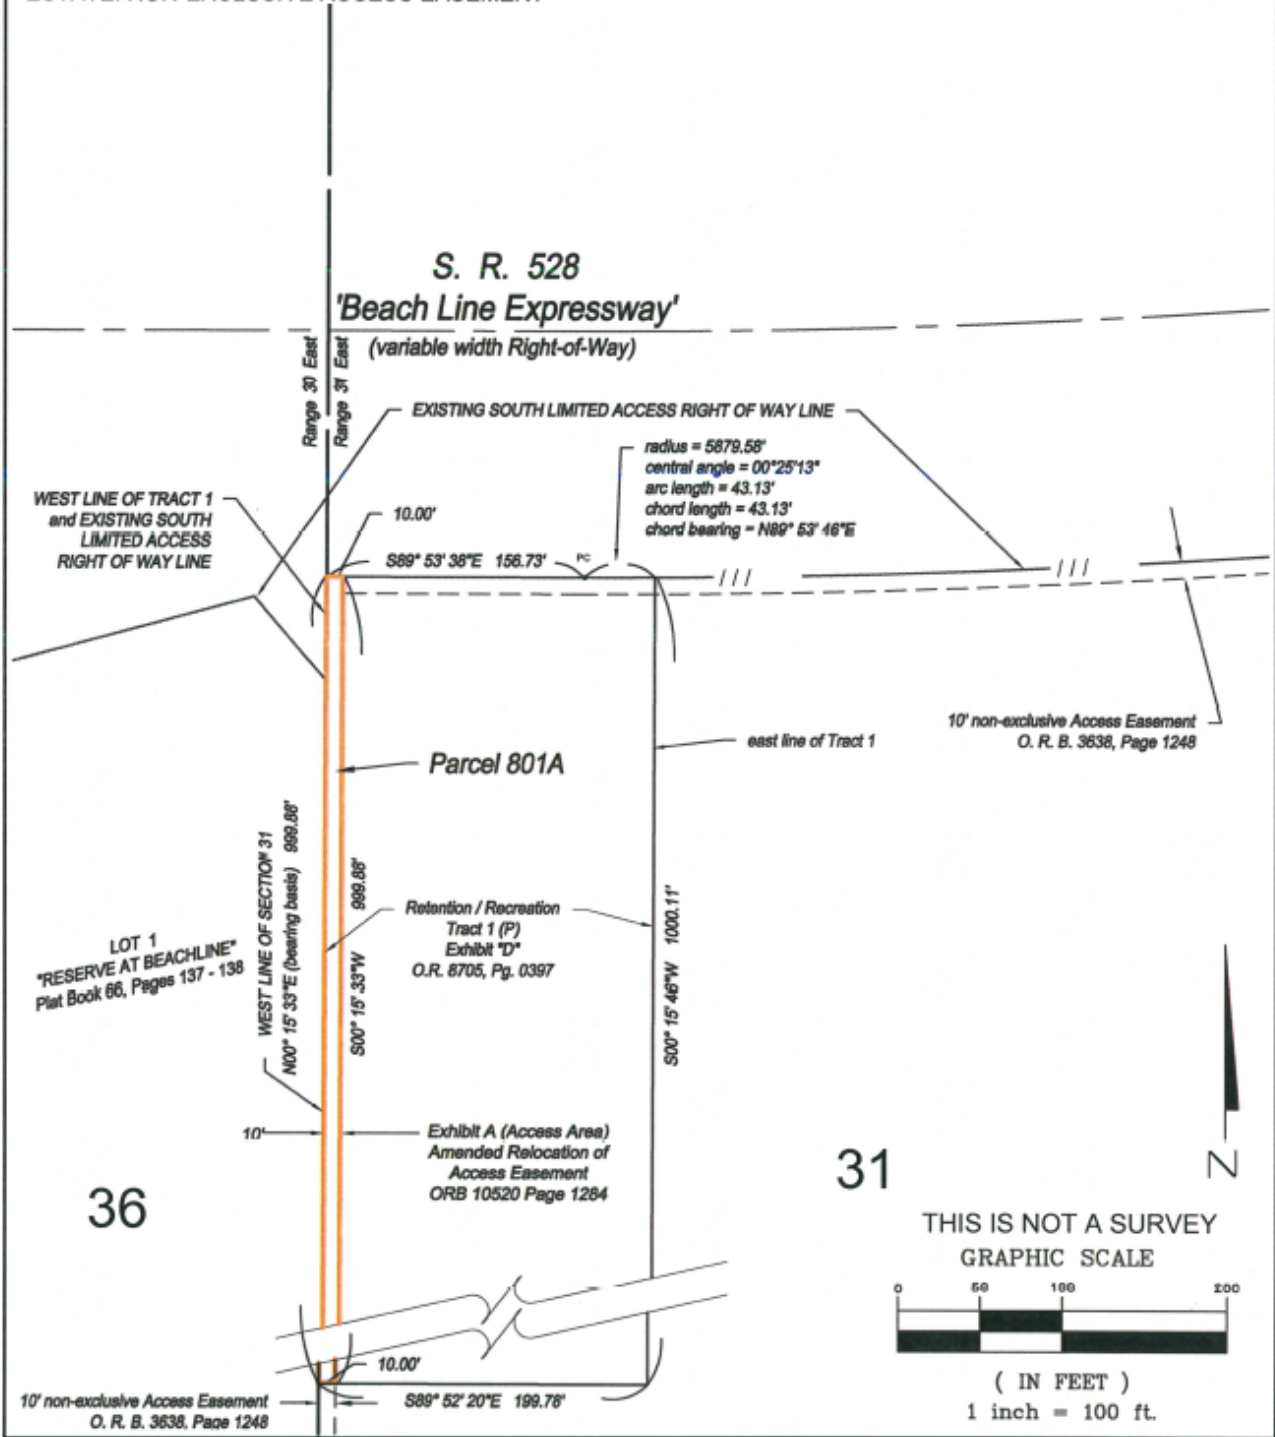 S. R. 528
'Beach Line Expressway'
(variable width Right-of-Way)
Range 30 East
Range 31 East
EXISTING SOUTH LIMITED ACCESS RIGHT OF WAY LINE
radius = 5879.58'
central angle = 00°25'13"
arc length = 43.13'
chord length = 43.13'
chord bearing = N89° 53' 46"E
WEST LINE OF TRACT 1
and EXISTING SOUTH
LIMITED ACCESS
RIGHT OF WAY LINE
10.00'
S89° 53' 38"E 156.73'
PC
10' non-exclusive Access Easement
O. R. B. 3638, Page 1248
east line of Tract 1
Parcel 801A
WEST LINE OF SECTION 31
N00° 15' 33"E (bearing basis) 999.86'
S00° 15' 33"W 999.86'
Retention / Recreation
Tract 1 (P)
Exhibit "D"
O.R. 8705, Pg. 0397
S00° 15' 46"W 1000.11'
LOT 1
"RESERVE AT BEACHLINE"
Plat Book 66, Pages 137 - 138
10'
Exhibit A (Access Area)
Amended Relocation of
Access Easement
ORB 10520 Page 1284
36
31
N
THIS IS NOT A SURVEY
GRAPHIC SCALE
0 50 100 200
( IN FEET )
1 inch = 100 ft.
10.00'
S89° 52' 20"E 199.78'
10' non-exclusive Access Easement
O. R. B. 3638, Page 1248